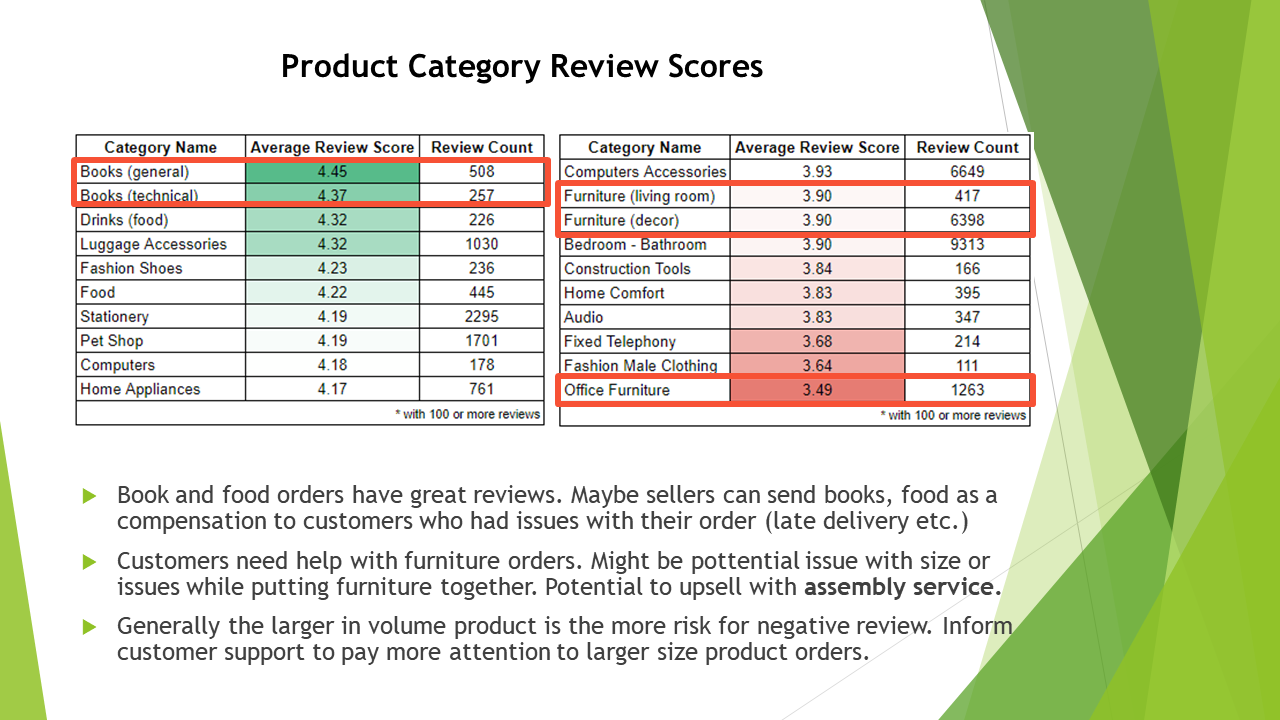 Product Category Review Scores
Category Name Average Review Score Review Count
Books (general) 4.45 508
Books (technical) 4.37 257
Drinks (food) 4.32 226
Luggage Accessories 4.32 1030
Fashion Shoes 4.23 236
Food 4.22 445
Stationery 4.19 2295
Pet Shop 4.19 1701
Computers 4.18 178
Home Appliances 4.17 761
* with 100 or more reviews
Category Name Average Review Score Review Count
Computers Accessories 3.93 6649
Furniture (living room) 3.90 417
Furniture (decor) 3.90 6398
Bedroom - Bathroom 3.90 9313
Construction Tools 3.84 166
Home Comfort 3.83 395
Audio 3.83 347
Fixed Telephony 3.68 214
Fashion Male Clothing 3.64 111
Office Furniture 3.49 1263
* with 100 or more reviews
Book and food orders have great reviews. Maybe sellers can send books, food as a
compensation to customers who had issues with their order (late delivery etc.)
Customers need help with furniture orders. Might be pottential issue with size or
issues while putting furniture together. Potential to upsell with assembly service.
Generally the larger in volume product is the more risk for negative review. Inform
customer support to pay more attention to larger size product orders.